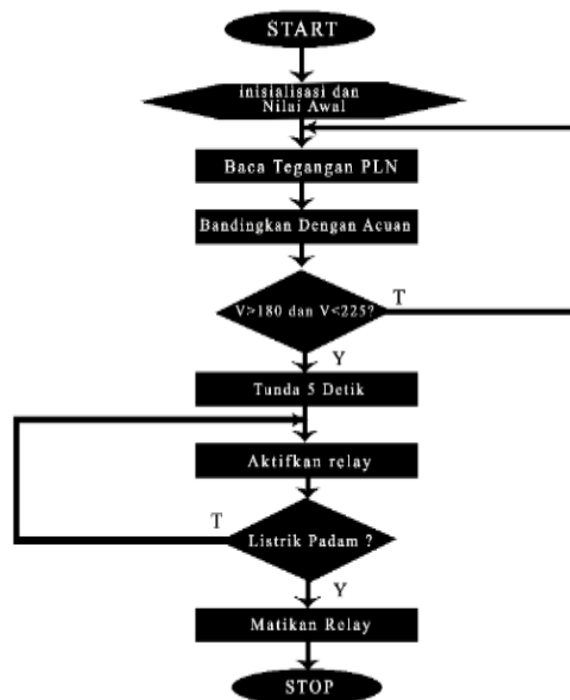 START
inisialisasi dan
Nilai Awal
Baca Tegangan PLN
Bandingkan Dengan Acuan
V>180 dan V<225?
T
Y
Tunda 5 Detik
Aktifkan relay
T
Listrik Padam ?
Y
Matikan Relay
STOP